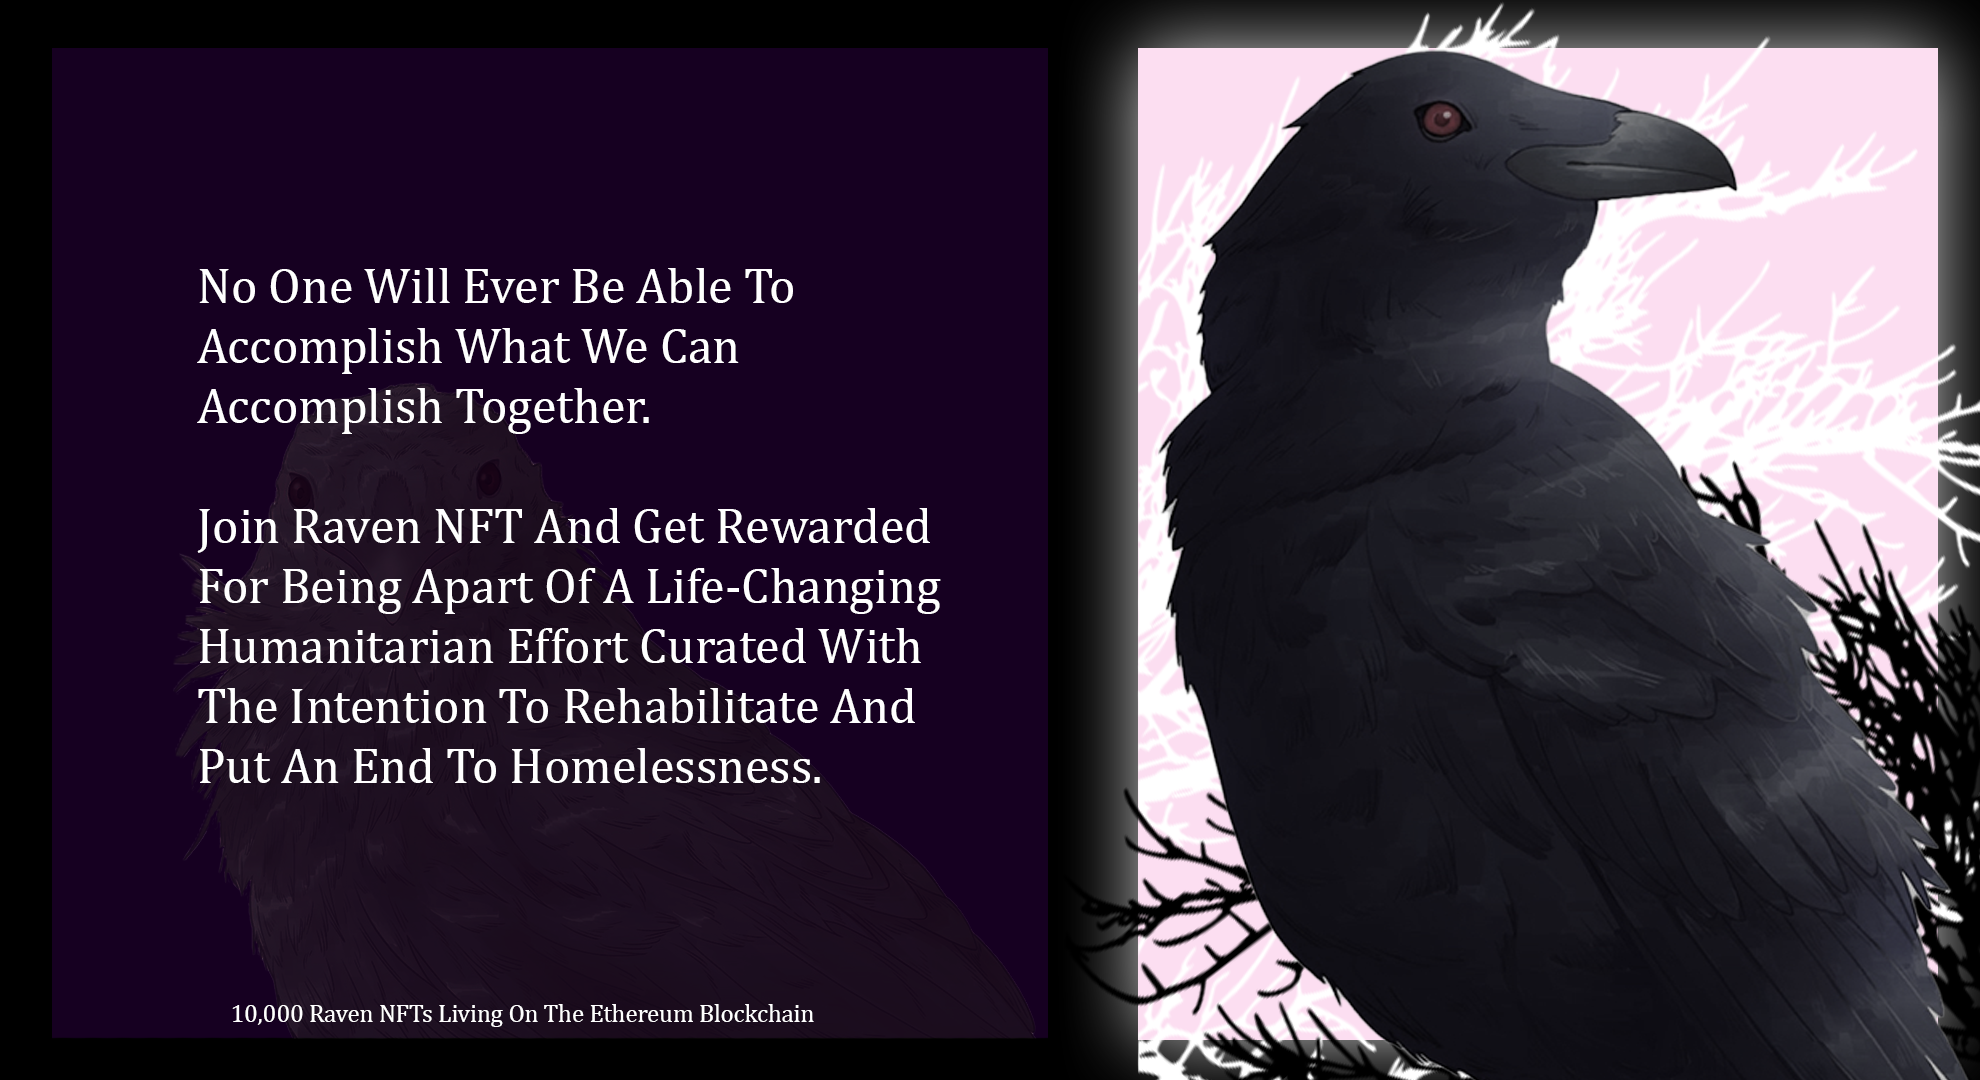 No One Will Ever Be Able To
Accomplish What We Can
Accomplish Together.
Join Raven NFT And Get Rewarded
For Being Apart Of A Life-Changing
Humanitarian Effort Curated With
The Intention To Rehabilitate And
Put An End To Homelessness.
10,000 Raven NFTs Living On The Ethereum Blockchain